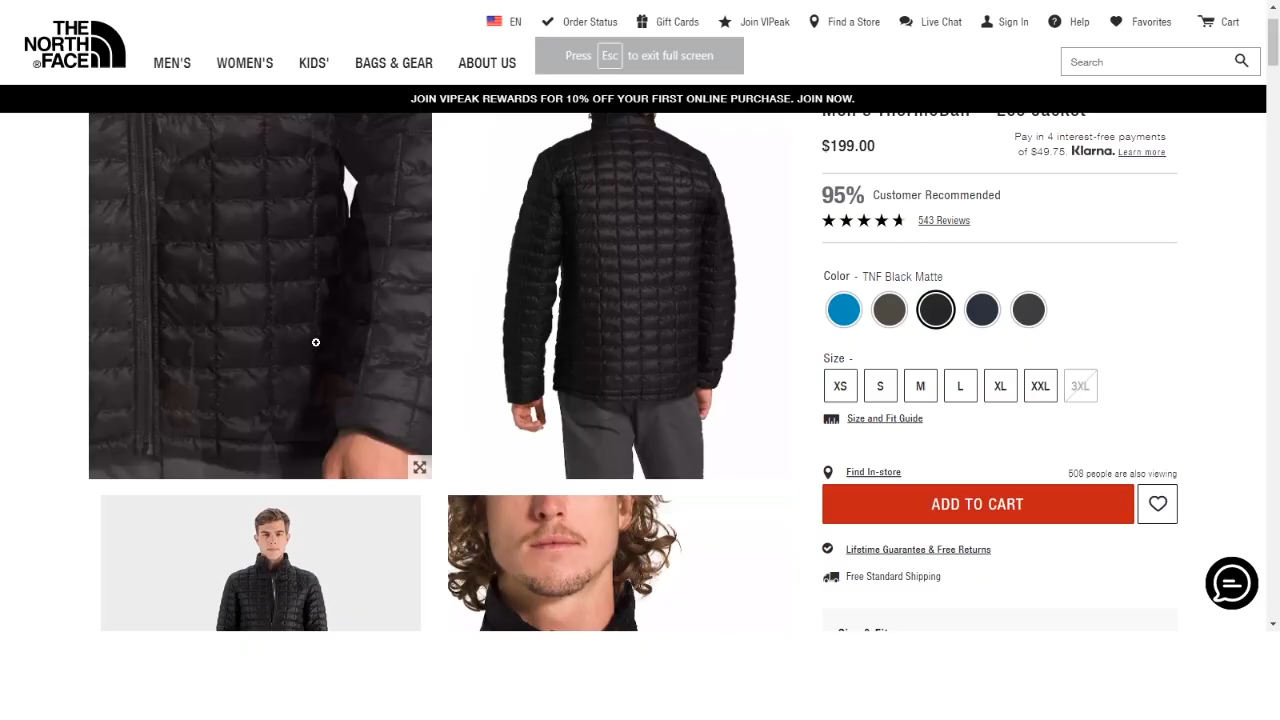 THE
NORTH
FACE
EN
Order Status
Gift Cards
Join VIPeak
Find a Store
Live Chat
Sign In
Help
Favorites
Cart
MEN'S
WOMEN'S
KIDS'
BAGS & GEAR
ABOUT US
Press Esc to exit full screen
Search
JOIN VIPEAK REWARDS FOR 10% OFF YOUR FIRST ONLINE PURCHASE. JOIN NOW.
$199.00
Pay in 4 interest-free payments
of $49.75. Klarna. Learn more
95% Customer Recommended
543 Reviews
Color - TNF Black Matte
Size -
XS
S
M
L
XL
XXL
3XL
Size and Fit Guide
Find In-store
508 people are also viewing
ADD TO CART
Lifetime Guarantee & Free Returns
Free Standard Shipping